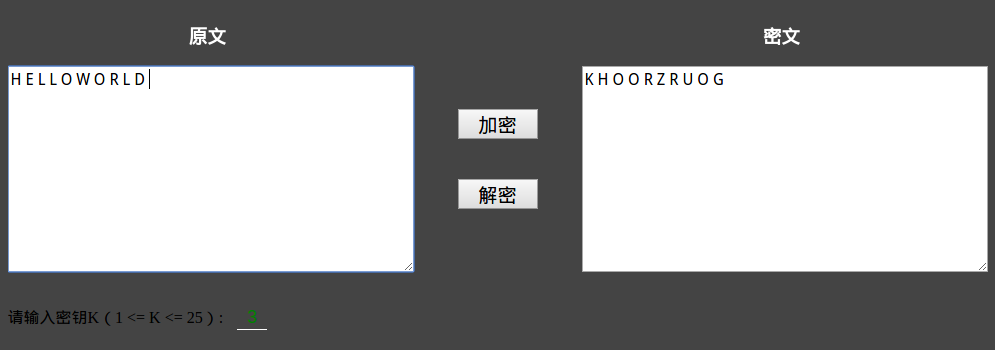 原文
密文
HELLOWORLD
KHOORZRUOG
加密
解密
请输入密钥K（1 <= K <= 25）： 3